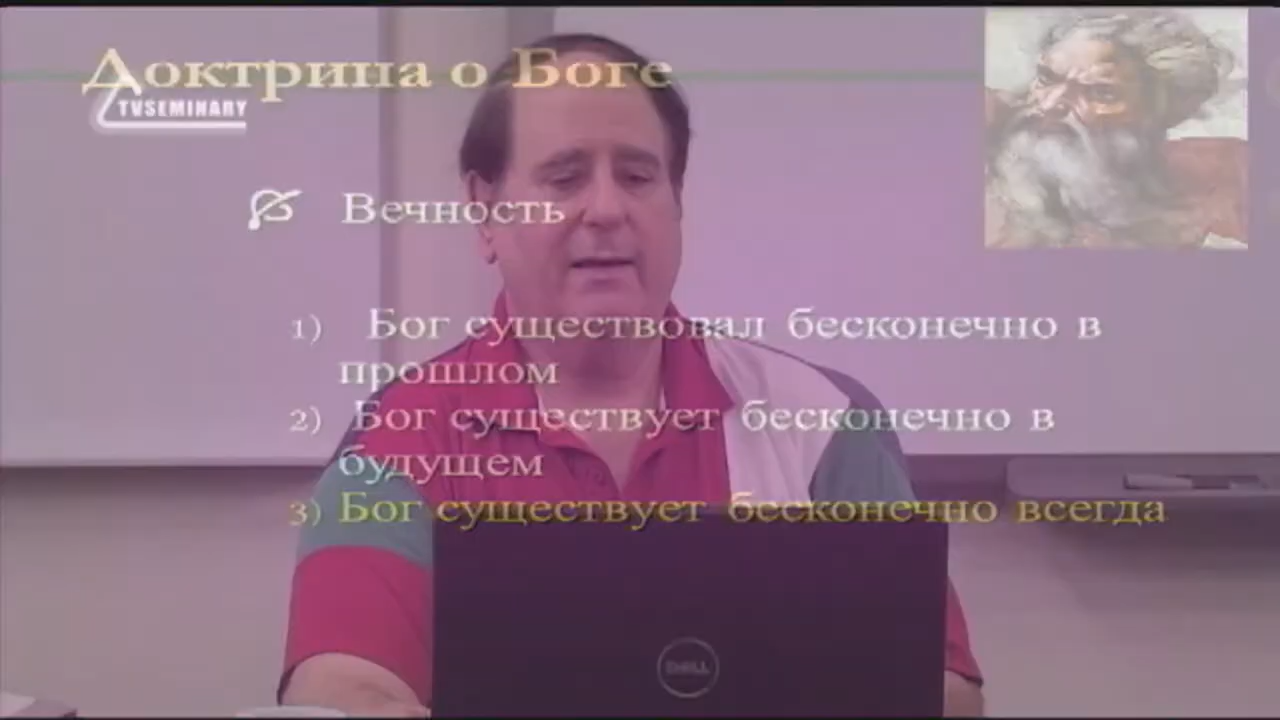 Доктрина о Боге
TVSEMINARY
Вечность
1) Бог существовал бесконечно в
прошлом
2) Бог существует бесконечно в
будущем
3) Бог существует бесконечно всегда
DELL